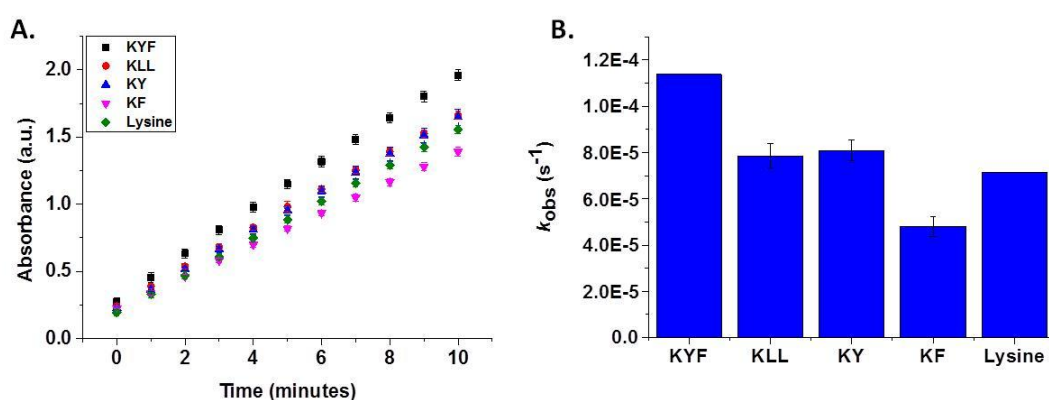 A.
KYF
KLL
KY
KF
Lysine
Absorbance (a.u.)
2.0
1.5
1.0
0.5
0.0
0 2 4 6 8 10
Time (minutes)
B.
kobs (s-1)
1.2E-4
1.0E-4
8.0E-5
6.0E-5
4.0E-5
2.0E-5
0.0
KYF KLL KY KF Lysine